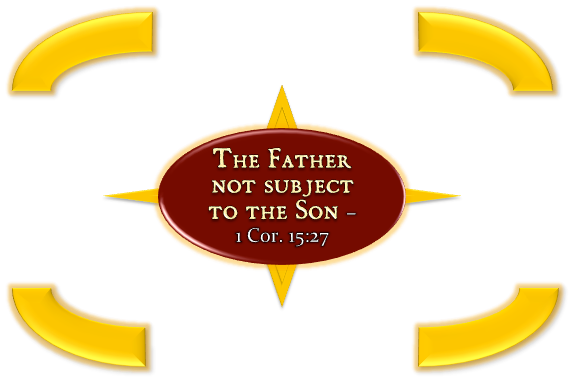 The Father
not subject
to the Son –
1 Cor. 15:27